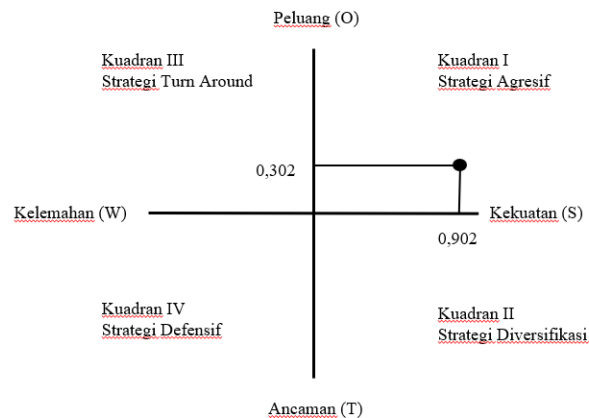 Peluang (O)
Kuadran III
Strategi Turn Around
Kuadran I
Strategi Agresif
0,302
Kelemahan (W)
Kekuatan (S)
0,902
Kuadran IV
Strategi Defensif
Kuadran II
Strategi Diversifikasi
Ancaman (T)